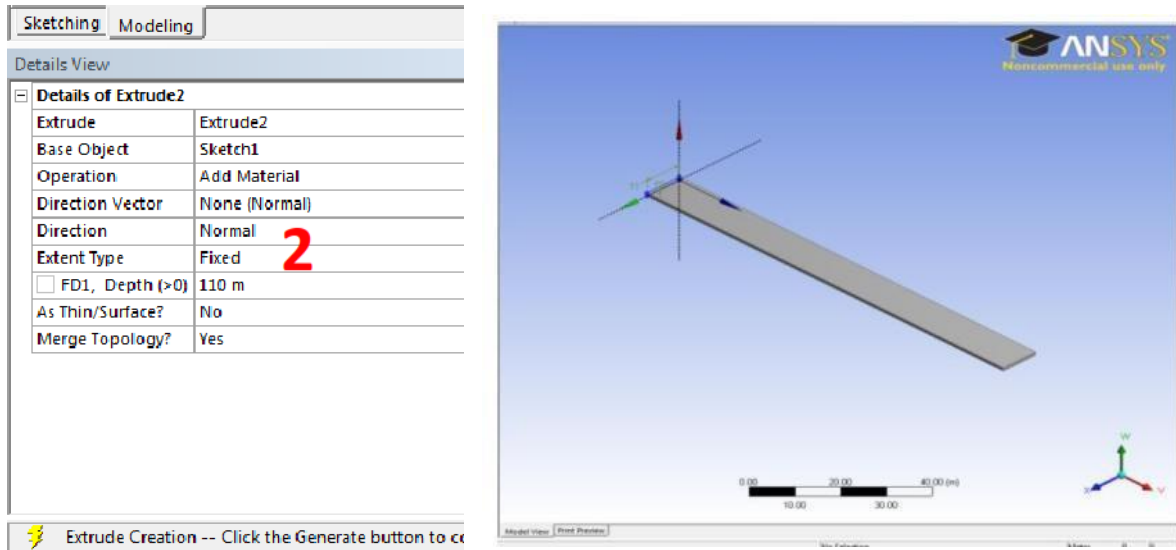 Sketching Modeling
Details View
Details of Extrude2
Extrude Extrude2
Base Object Sketch1
Operation Add Material
Direction Vector None (Normal)
Direction Normal
2
Extent Type Fixed
FD1, Depth (>0) 110 m
As Thin/Surface? No
Merge Topology? Yes
Extrude Creation -- Click the Generate button to co
ANSYS
Noncommercial use only
0.00 20.00 40.00 (m)
10.00 30.00
W
X Y
Model View Print Preview
No Selection